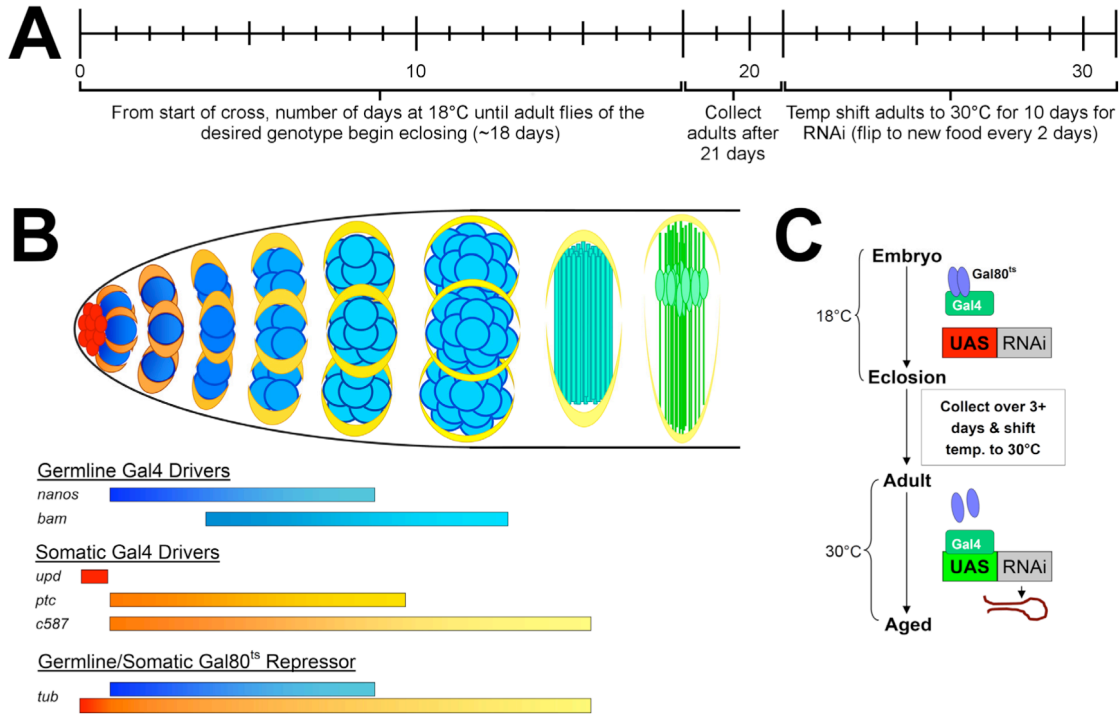 A
0
10
20
30
From start of cross, number of days at 18°C until adult flies of the
desired genotype begin eclosing (~18 days)
Collect
adults after
21 days
Temp shift adults to 30°C for 10 days for
RNAi (flip to new food every 2 days)
B
Germline Gal4 Drivers
nanos
bam
Somatic Gal4 Drivers
upd
ptc
c587
Germline/Somatic Gal80ts Repressor
tub
C
Embryo
Gal80ts
Gal4
18°C
UAS RNAi
Eclosion
Collect over 3+
days & shift
temp. to 30°C
Adult
30°C
Gal4
UAS RNAi
Aged